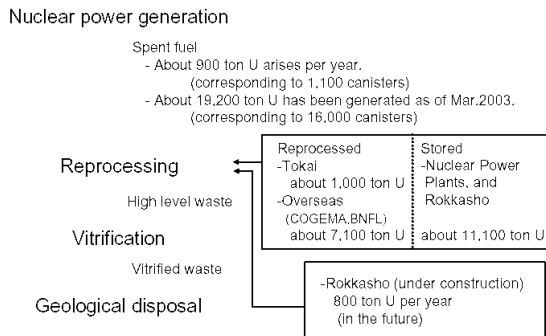 Nuclear power generation
Spent fuel
- About 900 ton U arises per year.
(corresponding to 1,100 canisters)
- About 19,200 ton U has been generated as of Mar.2003.
(corresponding to 16,000 canisters)
Reprocessing
High level waste
Vitrification
Vitrified waste
Geological disposal
Reprocessed
-Tokai
about 1,000 ton U
-Overseas
(COGEMA,BNFL)
about 7,100 ton U
Stored
-Nuclear Power
Plants, and
Rokkasho
about 11,100 ton U
-Rokkasho (under construction)
800 ton U per year
(in the future)